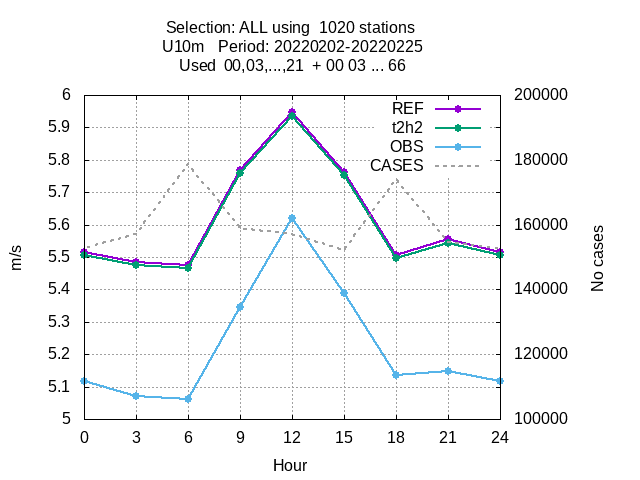 Selection: ALL using  1020 stations
U10m   Period: 20220202-20220225
Used  00,03,...,21  + 00 03 ... 66
m/s
6
5.9
5.8
5.7
5.6
5.5
5.4
5.3
5.2
5.1
5
REF
t2h2
OBS
CASES
200000
180000
160000
140000
120000
100000
No cases
0 3 6 9 12 15 18 21 24
Hour